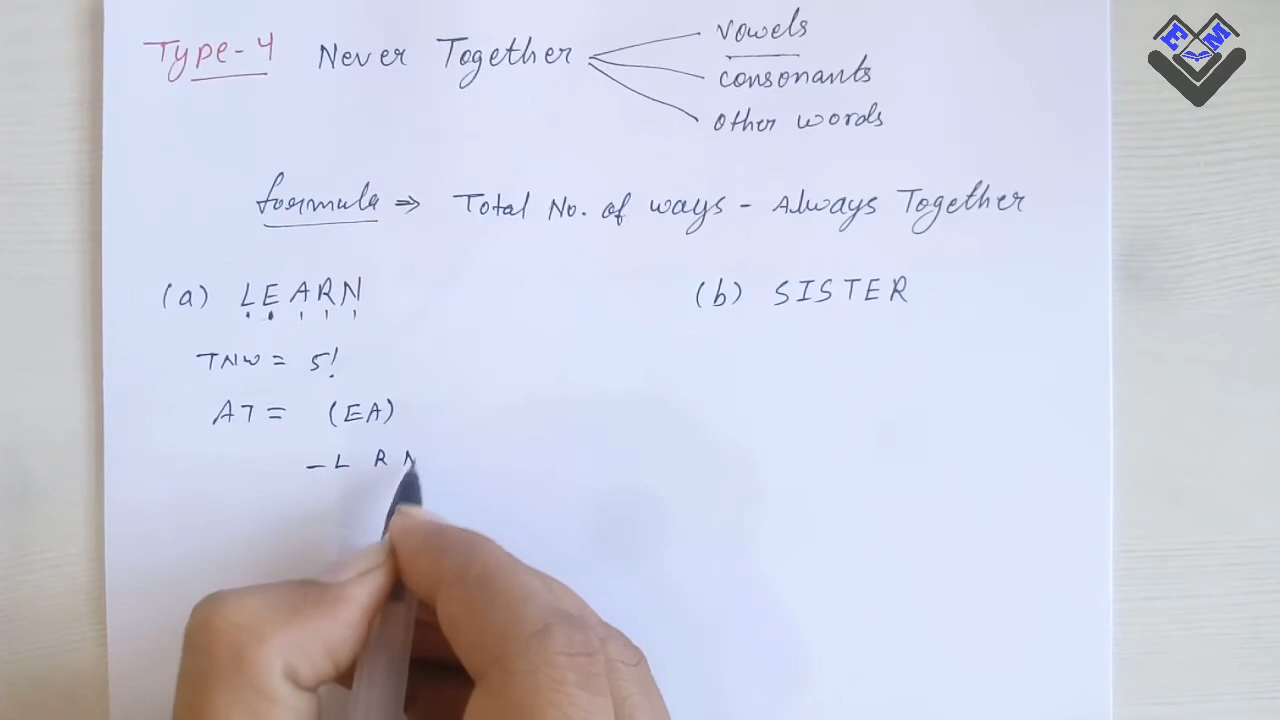 Type-4 Never Together
vowels
consonants
other words
formula ⇒ Total No. of ways - Always Together
(a) LEARN
(b) SISTER
TNW = 5!
AT = (EA)
- L R N
EM